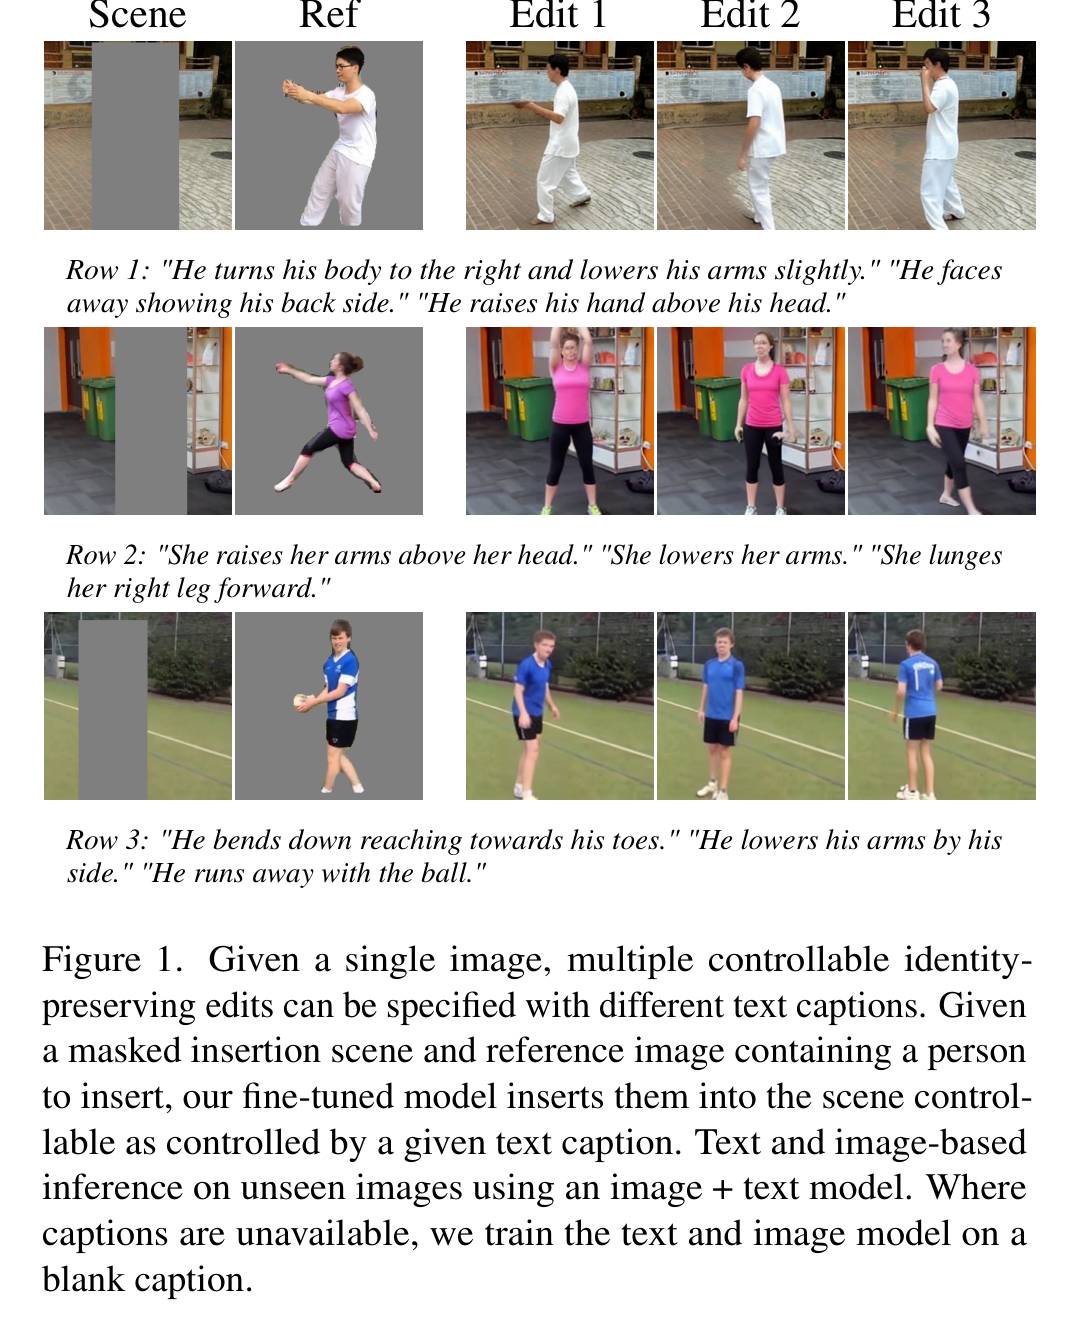 Scene Ref Edit 1 Edit 2 Edit 3
Row 1: "He turns his body to the right and lowers his arms slightly." "He faces
away showing his back side." "He raises his hand above his head."
Row 2: "She raises her arms above her head." "She lowers her arms." "She lunges
her right leg forward."
Row 3: "He bends down reaching towards his toes." "He lowers his arms by his
side." "He runs away with the ball."
Figure 1. Given a single image, multiple controllable identity-
preserving edits can be specified with different text captions. Given
a masked insertion scene and reference image containing a person
to insert, our fine-tuned model inserts them into the scene control-
lable as controlled by a given text caption. Text and image-based
inference on unseen images using an image + text model. Where
captions are unavailable, we train the text and image model on a
blank caption.